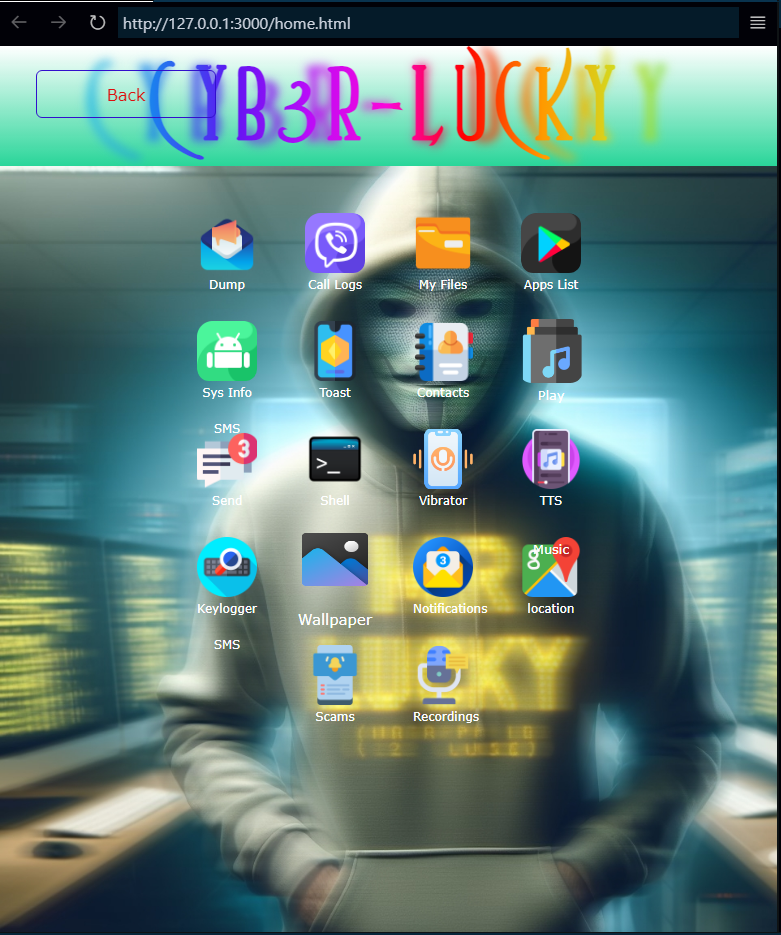 http://127.0.0.1:3000/home.html
Back
CYB3R-LUCKY
Dump
Call Logs
My Files
Apps List
Sys Info
Toast
Contacts
Play
SMS
3
Send
>_
Shell
Vibrator
TTS
Music
3
g
Keylogger
Wallpaper
Notifications
location
SMS
LUCKY
Scams
Recordings